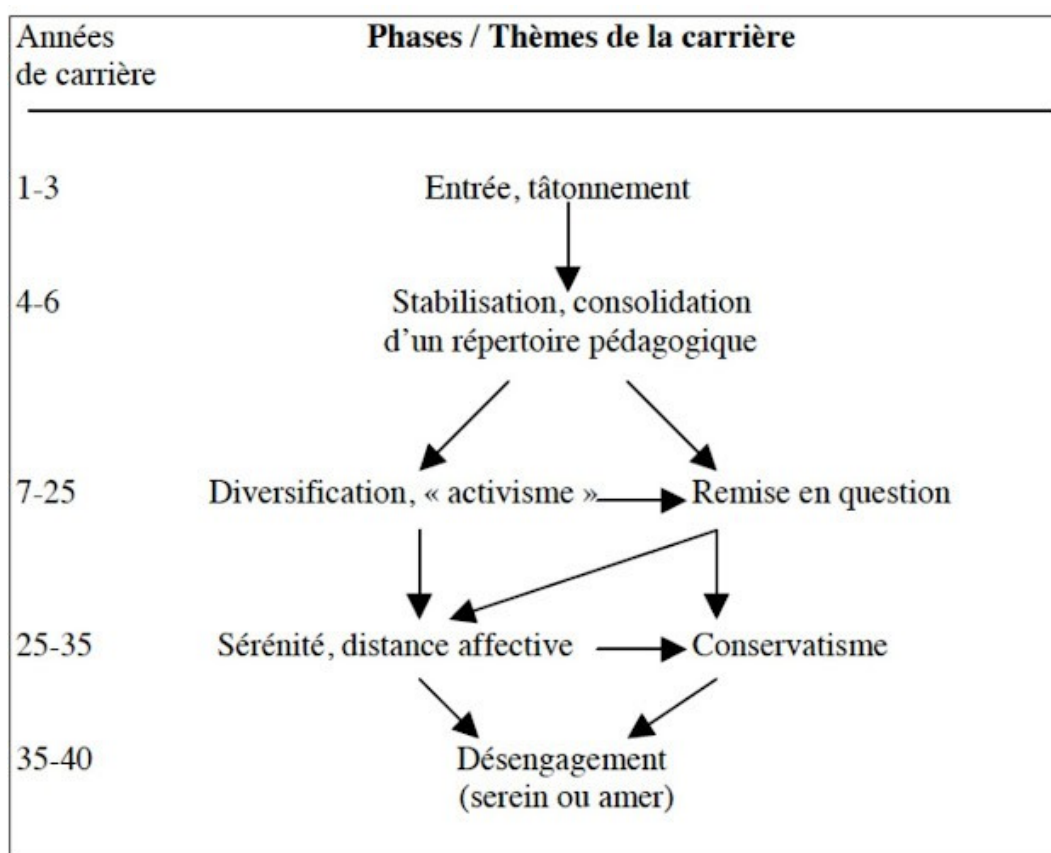 Années
de carrière
Phases / Thèmes de la carrière
1-3
Entrée, tâtonnement
4-6
Stabilisation, consolidation
d’un répertoire pédagogique
7-25
Diversification, « activisme »
Remise en question
25-35
Sérénité, distance affective
Conservatisme
35-40
Désengagement
(serein ou amer)